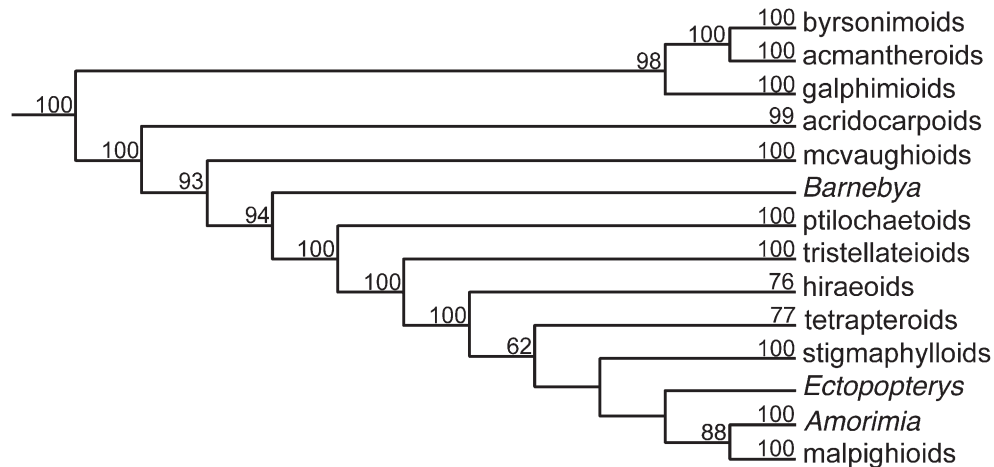 100 byrsonimoids
100
100 acmantheroids
98
100 galphimioids
100
99 acridocarpoids
100
100 mcvaughioids
93
Barnebya
94
100 ptilochaetoids
100
100 tristellateioids
100
76 hiraeoids
100
77 tetrapteroids
62
100 stigmaphylloids
Ectopopterys
100 Amorimia
88
100 malpighioids